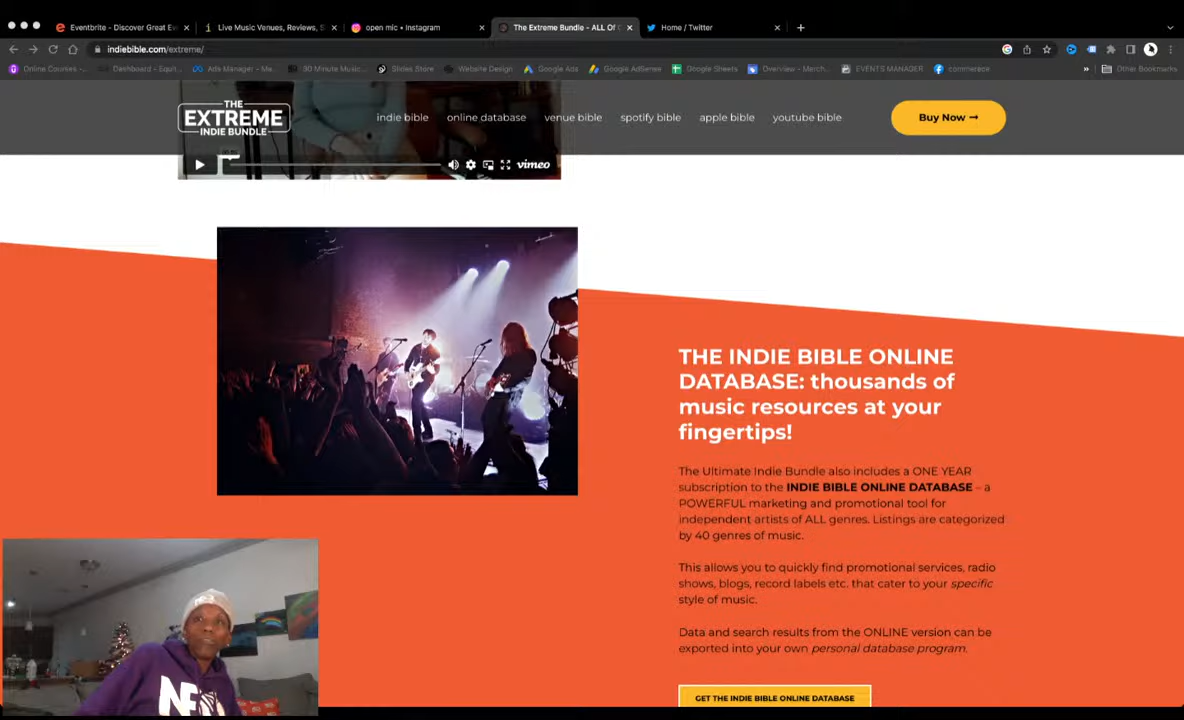 Eventbrite - Discover Great Ev
Live Music Venues, Reviews, S
open mic • Instagram
The Extreme Bundle - ALL Of
Home / Twitter
indiebible.com/extreme/
Online Courses -...
Dashboard - Squi...
Ads Manager - Me...
30 Minute Music...
Slides Store
Website Design
Google Ads
Google AdSense
Google Sheets
Overview - Merch...
EVENTS MANAGER
commerece
»
Other Bookmarks
THE
EXTREME
INDIE BUNDLE
indie bible
online database
venue bible
spotify bible
apple bible
youtube bible
Buy Now →
vimeo
THE INDIE BIBLE ONLINE
DATABASE: thousands of
music resources at your
fingertips!
The Ultimate Indie Bundle also includes a ONE YEAR
subscription to the INDIE BIBLE ONLINE DATABASE – a
POWERFUL marketing and promotional tool for
independent artists of ALL genres. Listings are categorized
by 40 genres of music.
This allows you to quickly find promotional services, radio
shows, blogs, record labels etc. that cater to your specific
style of music.
Data and search results from the ONLINE version can be
exported into your own personal database program.
GET THE INDIE BIBLE ONLINE DATABASE